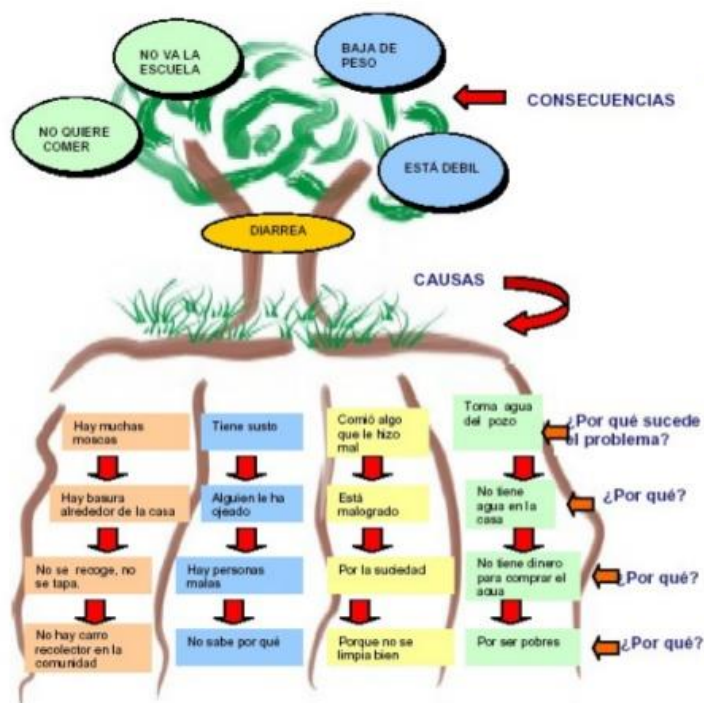 NO VA LA
ESCUELA
BAJA DE
PESO
CONSECUENCIAS
NO QUIERE
COMER
ESTÁ DEBIL
DIARREA
CAUSAS
Hay muchas
moscas
Tiene susto
Comió algo
que le hizo
mal
Toma agua
del pozo
¿Por qué sucede
el problema?
Hay basura
alrededor de la casa
Alguien le ha
ojeado
Está
malogrado
No tiene
agua en la
casa
¿Por qué?
No se recoge, no
se tapa.
Hay personas
malas
Por la suciedad
No tiene dinero
para comprar el
agua
¿Por qué?
No hay carro
recolector en la
comunidad
No sabe por qué
Porque no se
limpia bien
Por ser pobres
¿Por qué?